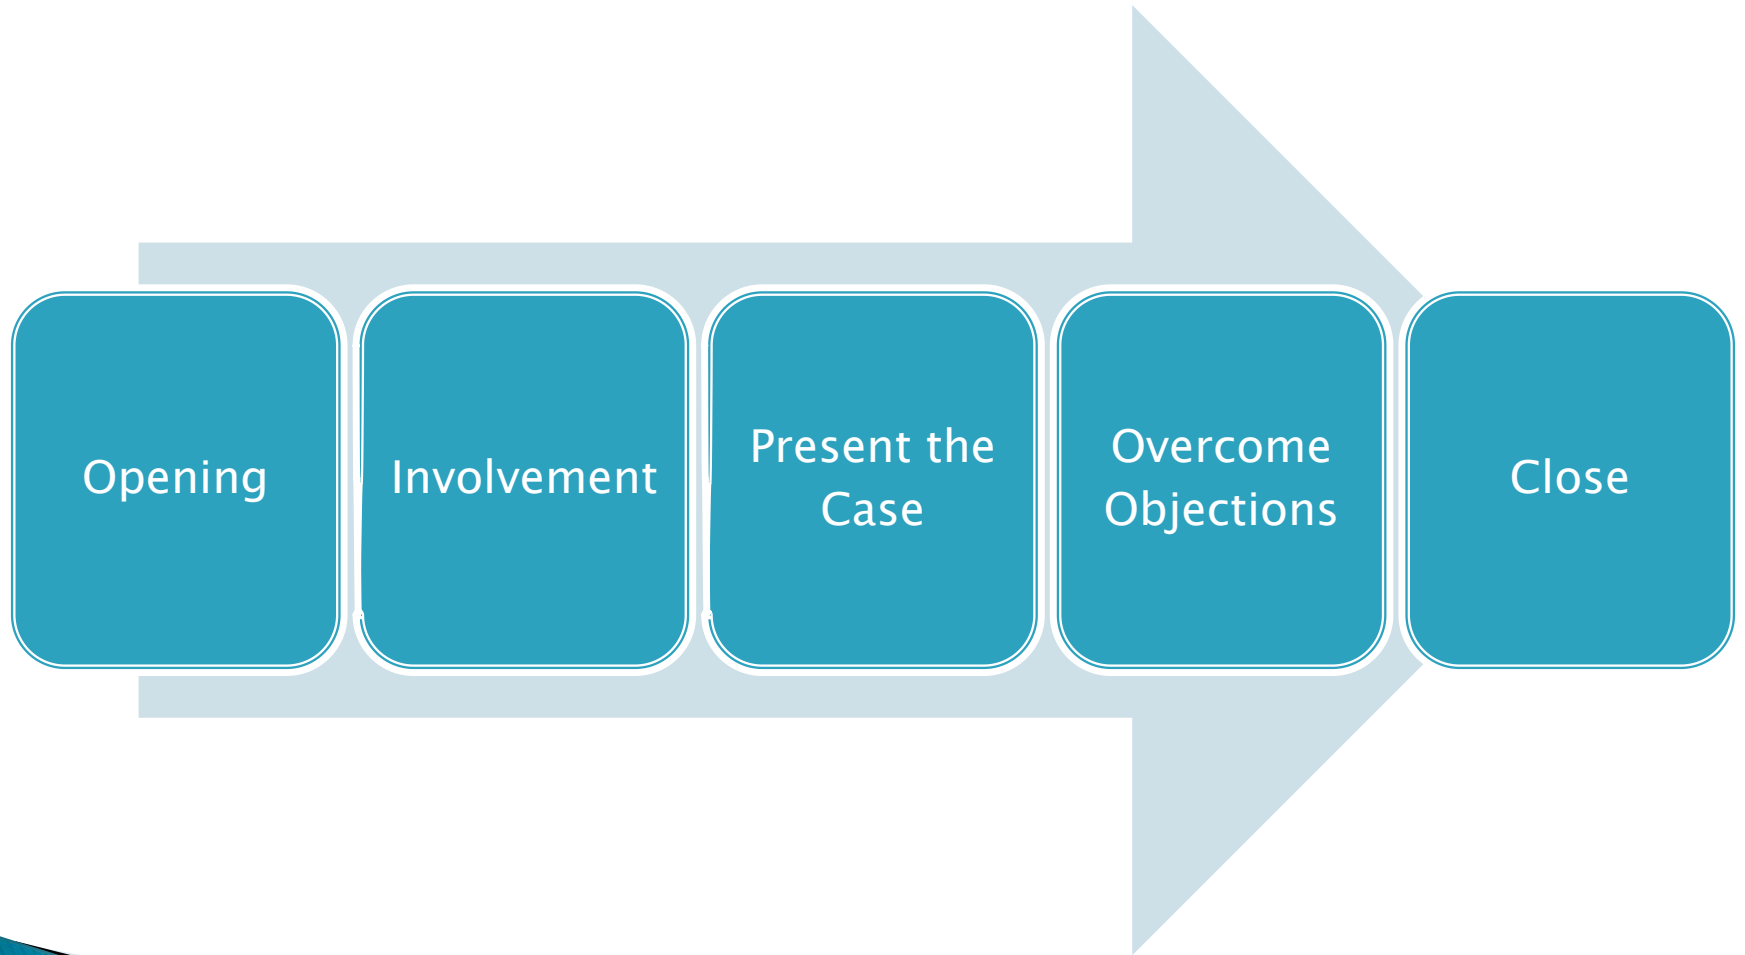 Opening
Involvement
Present the
Case
Overcome
Objections
Close